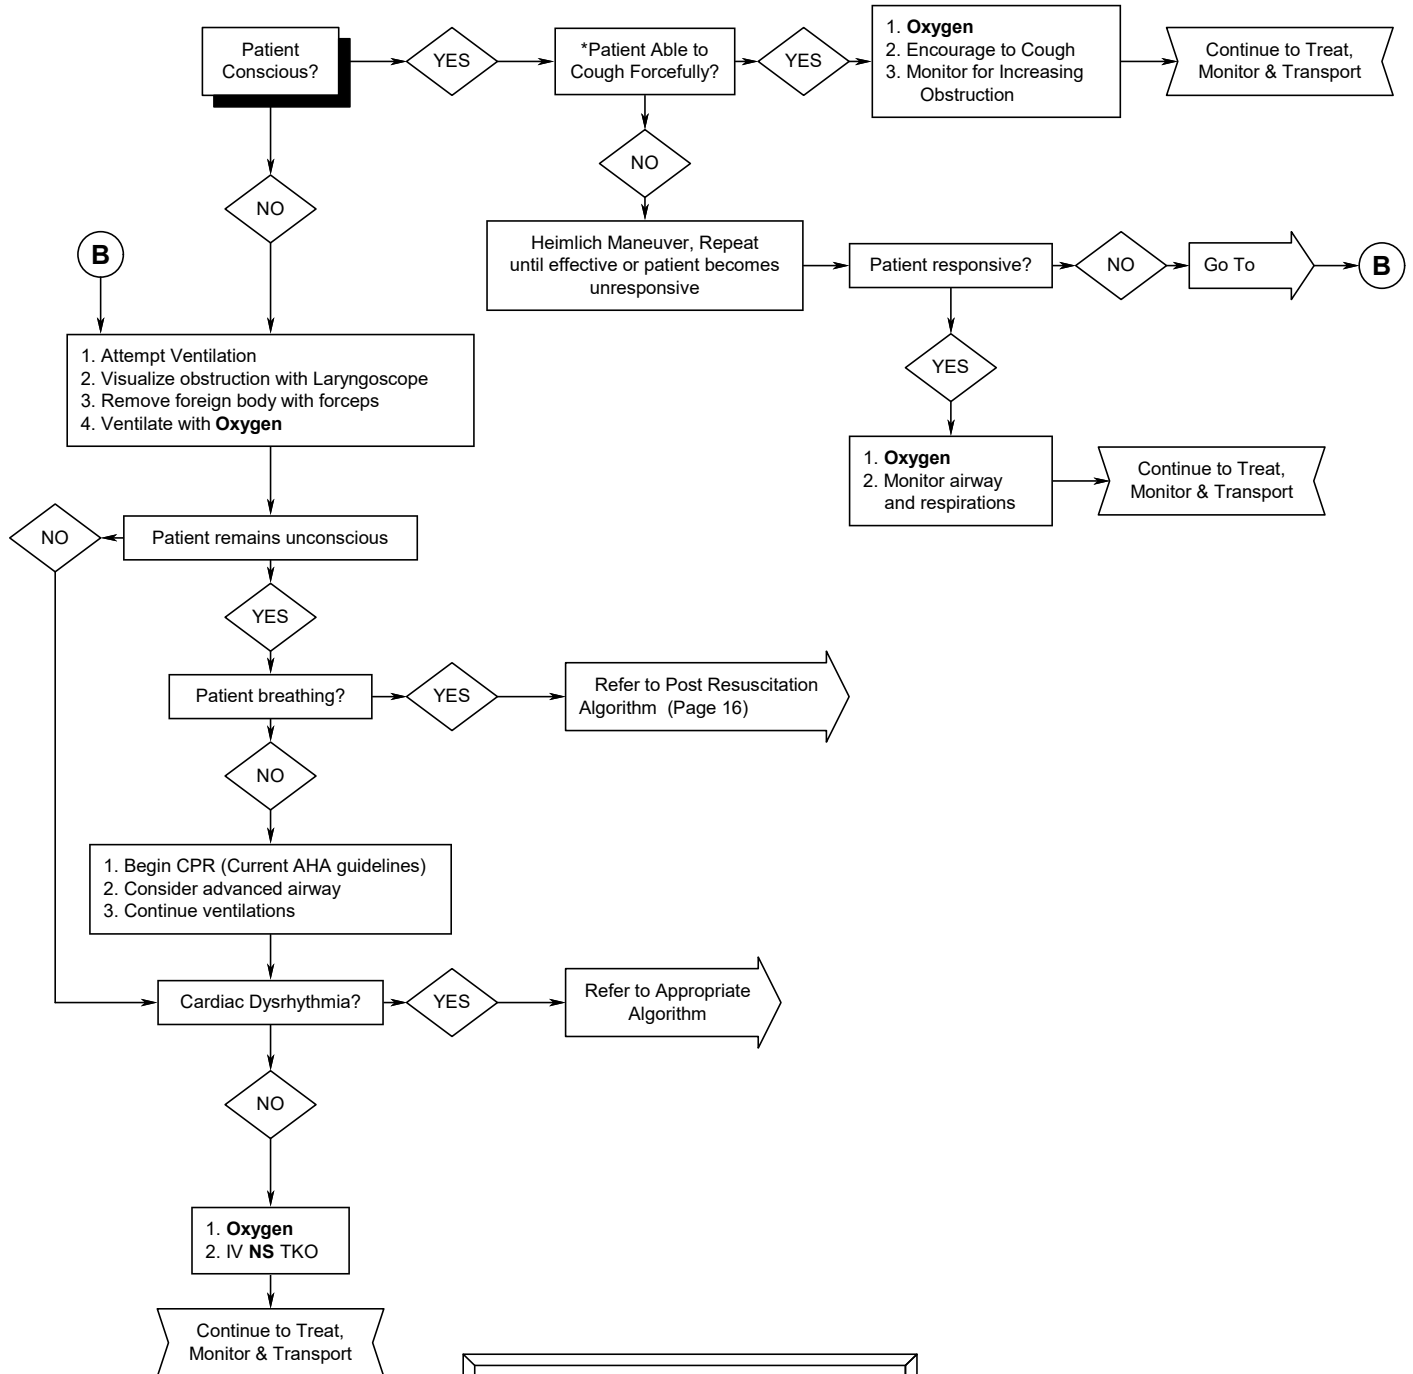 Patient
Conscious?
YES
*Patient Able to
Cough Forcefully?
YES
1. Oxygen
2. Encourage to Cough
3. Monitor for Increasing
Obstruction
Continue to Treat,
Monitor & Transport
NO
NO
Heimlich Maneuver, Repeat
until effective or patient becomes
unresponsive
Patient responsive?
NO
Go To
B
YES
1. Oxygen
2. Monitor airway
and respirations
Continue to Treat,
Monitor & Transport
B
1. Attempt Ventilation
2. Visualize obstruction with Laryngoscope
3. Remove foreign body with forceps
4. Ventilate with Oxygen
Patient remains unconscious
NO
YES
Patient breathing?
YES
Refer to Post Resuscitation
Algorithm (Page 16)
NO
1. Begin CPR (Current AHA guidelines)
2. Consider advanced airway
3. Continue ventilations
Cardiac Dysrhythmia?
YES
Refer to Appropriate
Algorithm
NO
1. Oxygen
2. IV NS TKO
Continue to Treat,
Monitor & Transport